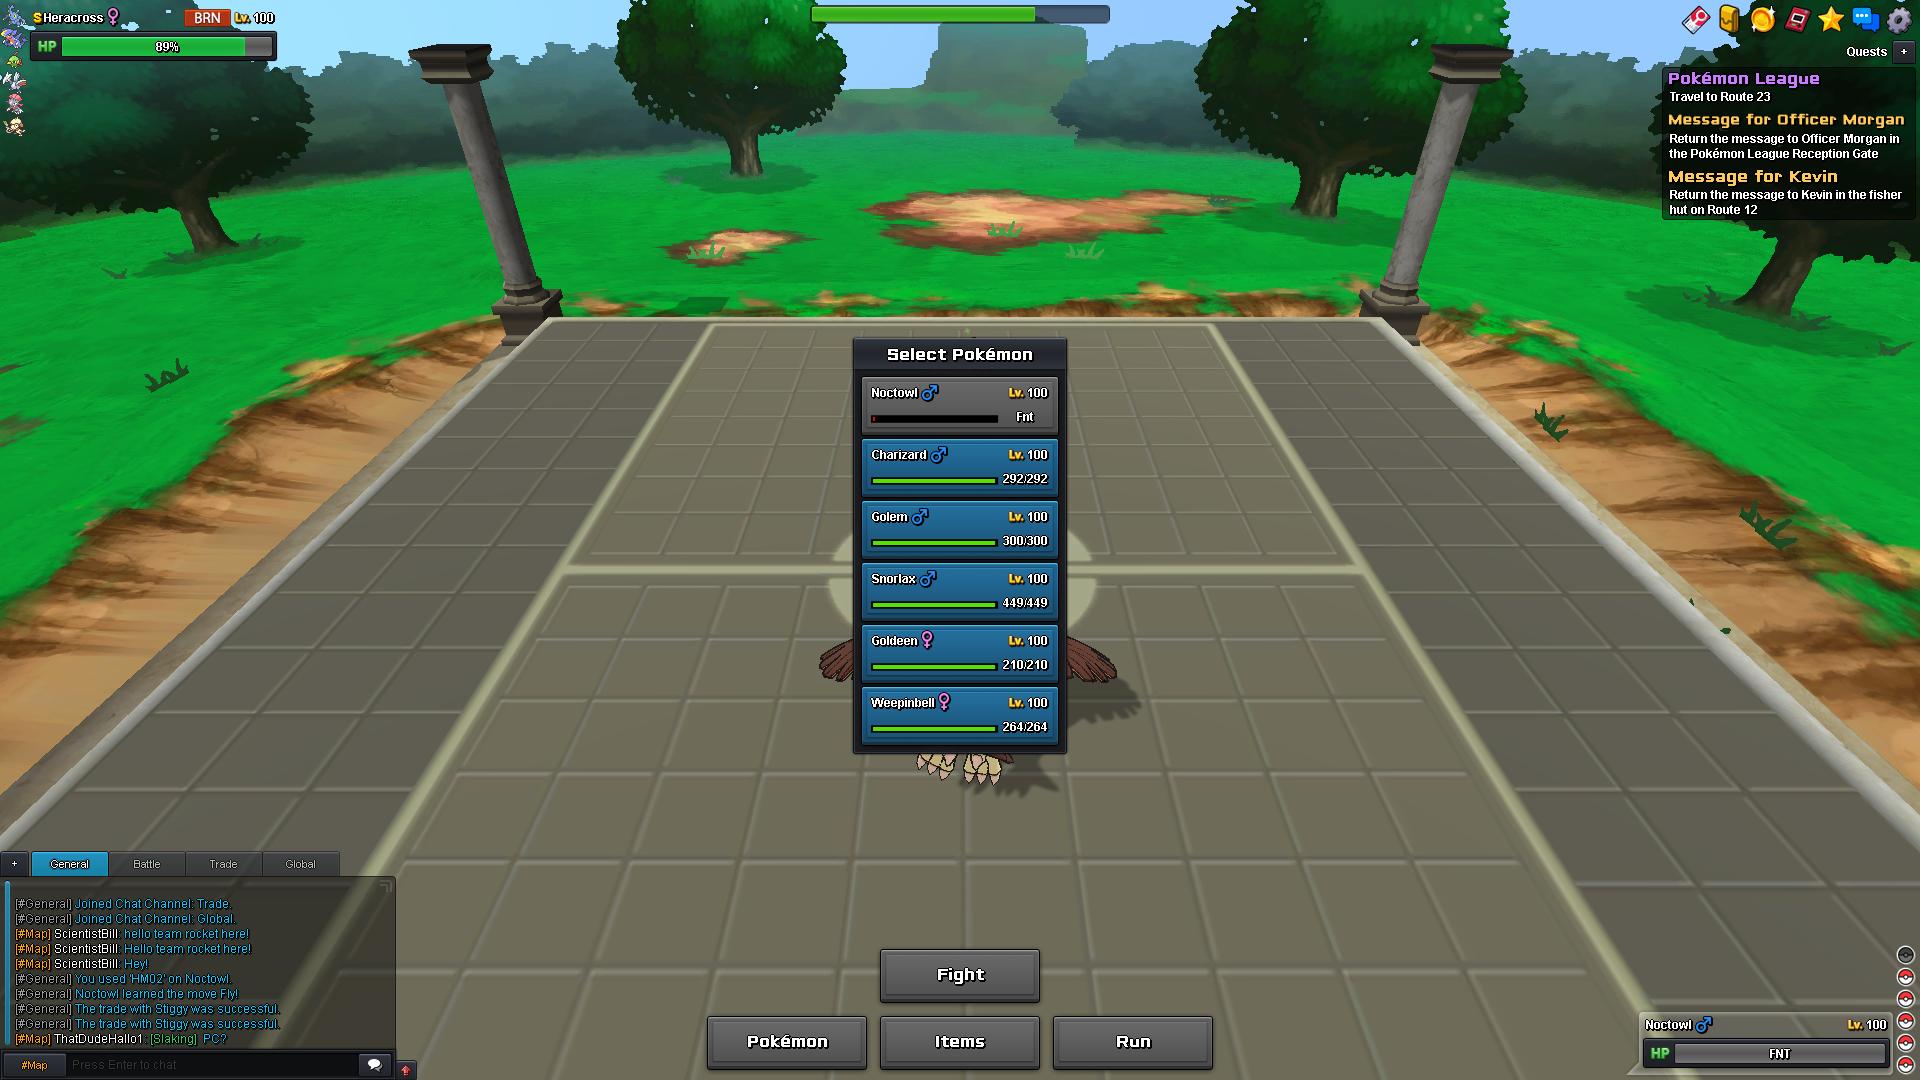 S Heracross BRN Lv. 100
HP 89%
Quests +
Pokémon League
Travel to Route 23
Message for Officer Morgan
Return the message to Officer Morgan in
the Pokémon League Reception Gate
Message for Kevin
Return the message to Kevin in the fisher
hut on Route 12
Select Pokémon
Noctowl Lv. 100
Fnt
Charizard Lv. 100
292/292
Golem Lv. 100
300/300
Snorlax Lv. 100
449/449
Goldeen Lv. 100
210/210
Weepinbell Lv. 100
264/264
+ General Battle Trade Global
[#General] Joined Chat Channel: Trade.
[#General] Joined Chat Channel: Global.
[#Map] ScientistBill: hello team rocket here!
[#Map] ScientistBill: Hello team rocket here!
[#Map] ScientistBill: Hey!
[#General] You used 'HM02' on Noctowl.
[#General] Noctowl learned the move Fly!
[#General] The trade with Stiggy was successful.
[#General] The trade with Stiggy was successful.
[#Map] ThatDudeHallo1: [Slaking] PC?
#Map Press Enter to chat
Fight
Pokémon Items Run
Noctowl Lv. 100
HP FNT